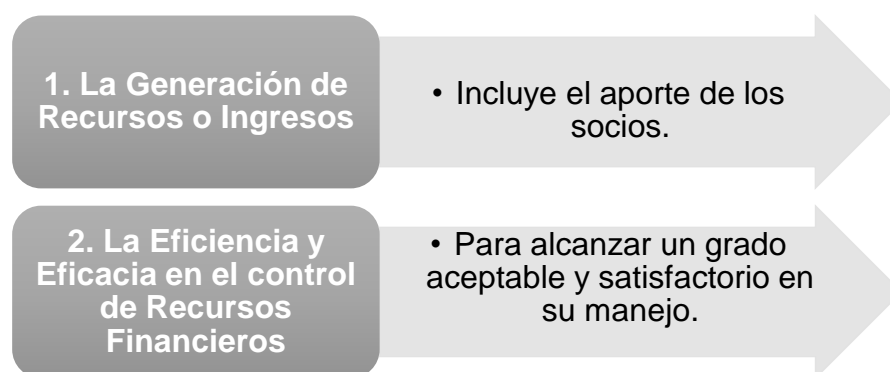 1. La Generación de
Recursos o Ingresos
• Incluye el aporte de los
socios.
2. La Eficiencia y
Eficacia en el control
de Recursos
Financieros
• Para alcanzar un grado
aceptable y satisfactorio en
su manejo.